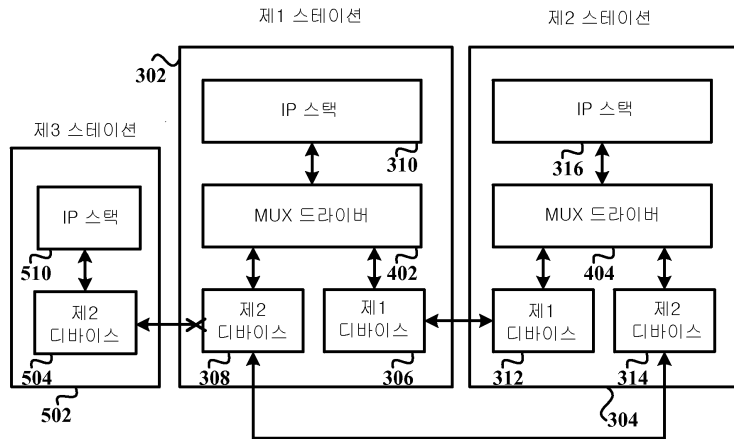 제1 스테이션
제2 스테이션
302
IP 스택
310
IP 스택
316
제3 스테이션
IP 스택
510
MUX 드라이버
402
MUX 드라이버
404
제2
디바이스
504
제2
디바이스
308
제1
디바이스
306
제1
디바이스
312
제2
디바이스
314
502
304